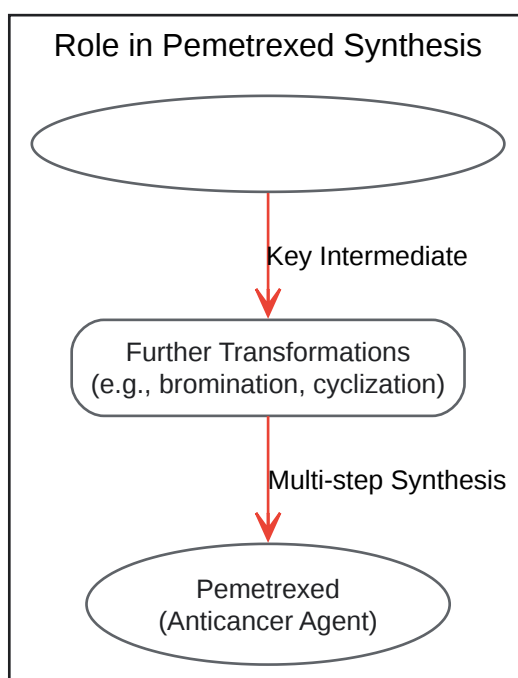 Role in Pemetrexed Synthesis
Key Intermediate
Further Transformations
(e.g., bromination, cyclization)
Multi-step Synthesis
Pemetrexed
(Anticancer Agent)